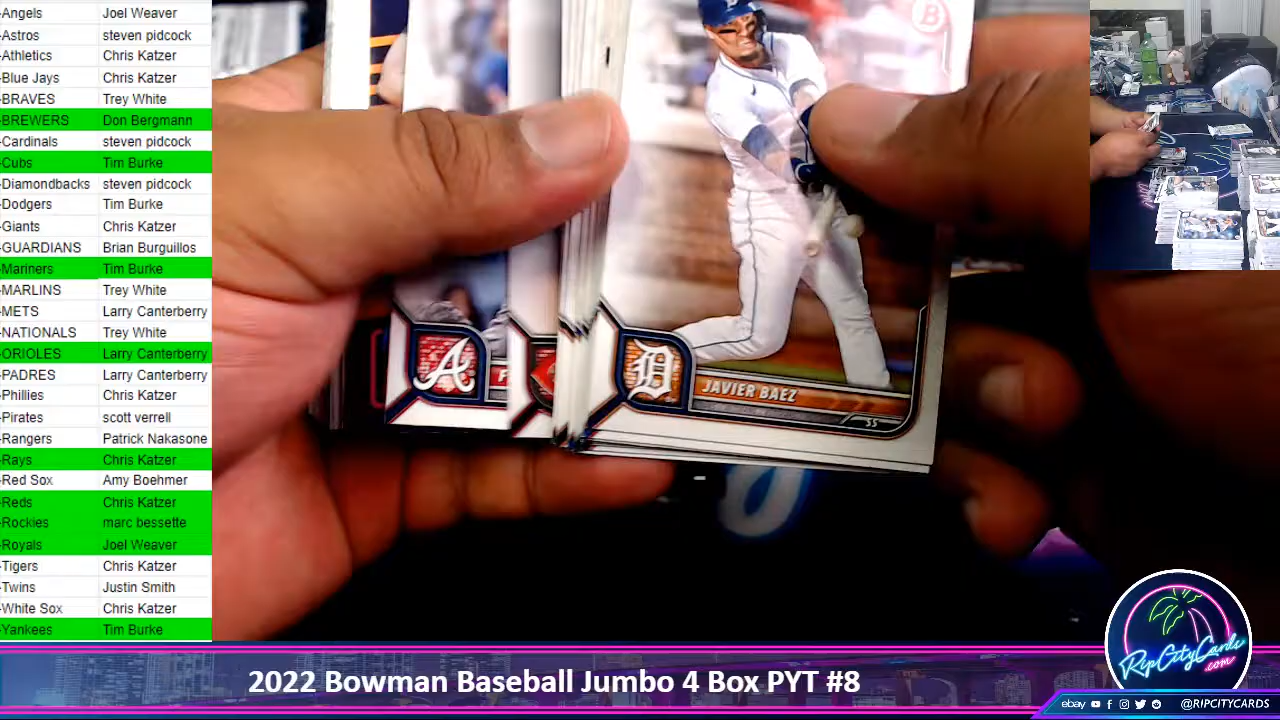 -Angels Joel Weaver
-Astros steven pidcock
-Athletics Chris Katzer
-Blue Jays Chris Katzer
-BRAVES Trey White
-BREWERS Don Bergmann
-Cardinals steven pidcock
-Cubs Tim Burke
-Diamondbacks steven pidcock
-Dodgers Tim Burke
-Giants Chris Katzer
-GUARDIANS Brian Burguillos
-Mariners Tim Burke
-MARLINS Trey White
-METS Larry Canterberry
-NATIONALS Trey White
-ORIOLES Larry Canterberry
-PADRES Larry Canterberry
-Phillies Chris Katzer
-Pirates scott verrell
-Rangers Patrick Nakasone
-Rays Chris Katzer
-Red Sox Amy Boehmer
-Reds Chris Katzer
-Rockies marc bessette
-Royals Joel Weaver
-Tigers Chris Katzer
-Twins Justin Smith
-White Sox Chris Katzer
-Yankees Tim Burke
B
A
F
D
JAVIER BAEZ
SS
2022 Bowman Baseball Jumbo 4 Box PYT #8
RipCityCards
.com
ebay @RIPCITYCARDS